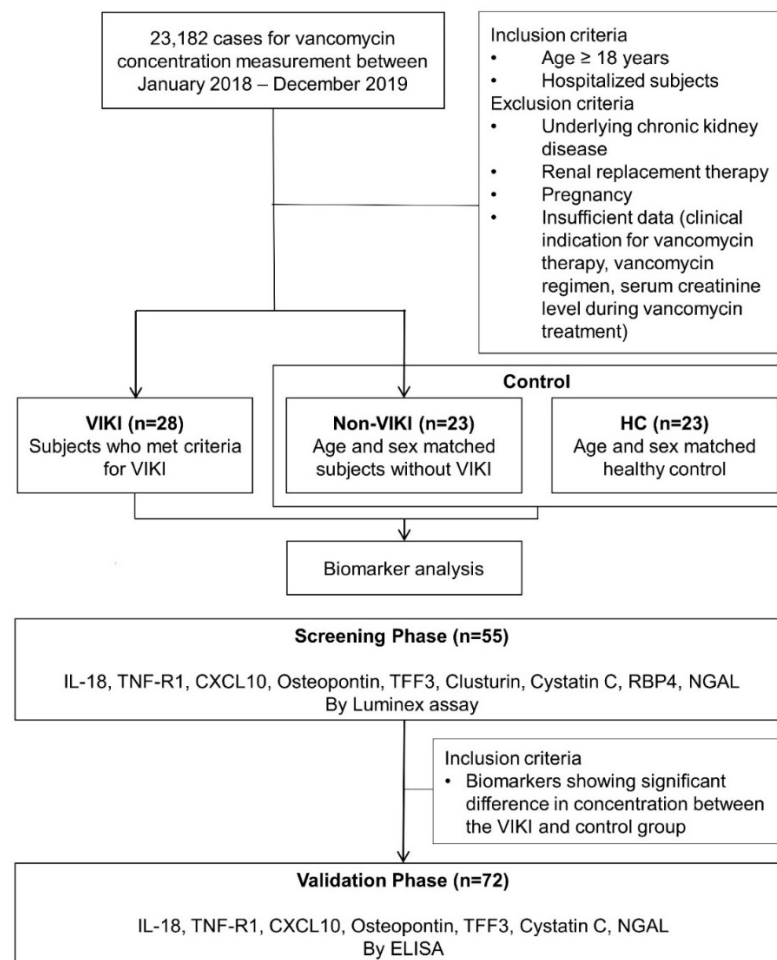 23,182 cases for vancomycin
concentration measurement between
January 2018 – December 2019
Inclusion criteria
• Age ≥ 18 years
• Hospitalized subjects
Exclusion criteria
• Underlying chronic kidney
disease
• Renal replacement therapy
• Pregnancy
• Insufficient data (clinical
indication for vancomycin
therapy, vancomycin
regimen, serum creatinine
level during vancomycin
treatment)
Control
VIKI (n=28)
Subjects who met criteria
for VIKI
Non-VIKI (n=23)
Age and sex matched
subjects without VIKI
HC (n=23)
Age and sex matched
healthy control
Biomarker analysis
Screening Phase (n=55)
IL-18, TNF-R1, CXCL10, Osteopontin, TFF3, Clusturin, Cystatin C, RBP4, NGAL
By Luminex assay
Inclusion criteria
• Biomarkers showing significant
difference in concentration between
the VIKI and control group
Validation Phase (n=72)
IL-18, TNF-R1, CXCL10, Osteopontin, TFF3, Cystatin C, NGAL
By ELISA